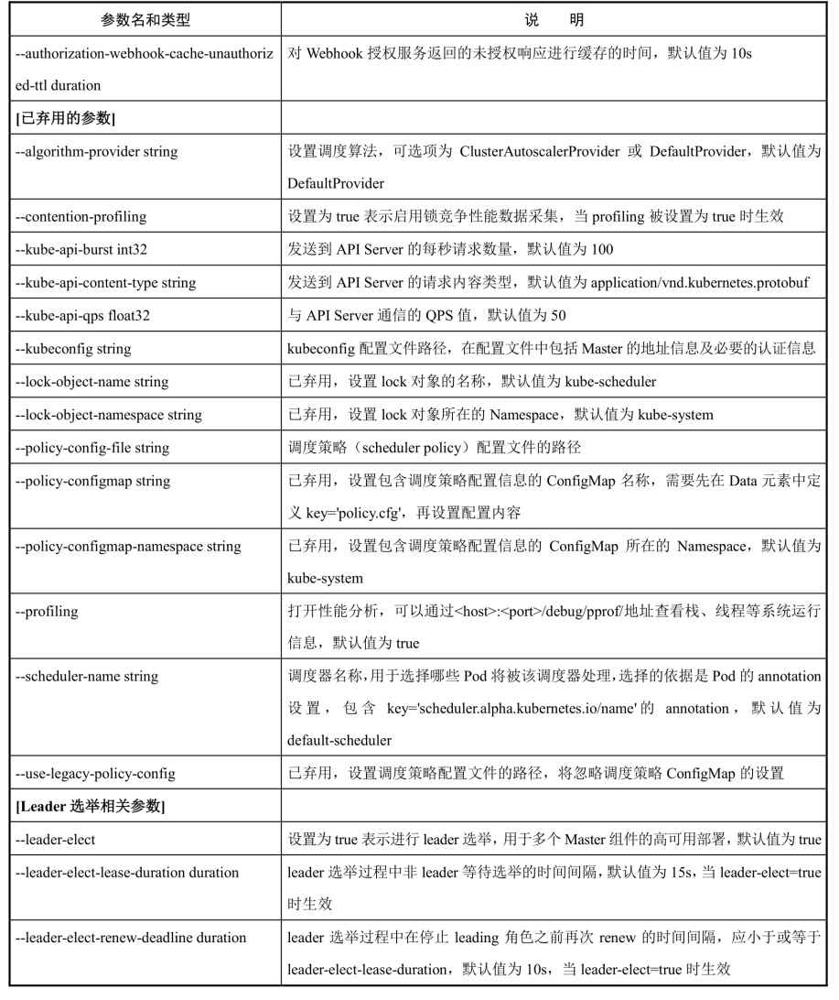 参数名和类型 说 明
--authorization-webhook-cache-unauthoriz 对 Webhook 授权服务返回的未授权响应进行缓存的时间，默认值为 10s
ed-ttl duration
[已弃用的参数]
--algorithm-provider string 设置调度算法，可选项为 ClusterAutoscalerProvider 或 DefaultProvider，默认值为
DefaultProvider
--contention-profiling 设置为 true 表示启用锁竞争性能数据采集，当 profiling 被设置为 true 时生效
--kube-api-burst int32 发送到 API Server 的每秒请求数量，默认值为 100
--kube-api-content-type string 发送到 API Server 的请求内容类型，默认值为 application/vnd.kubernetes.protobuf
--kube-api-qps float32 与 API Server 通信的 QPS 值，默认值为 50
--kubeconfig string kubeconfig 配置文件路径，在配置文件中包括 Master 的地址信息及必要的认证信息
--lock-object-name string 已弃用，设置 lock 对象的名称，默认值为 kube-scheduler
--lock-object-namespace string 已弃用，设置 lock 对象所在的 Namespace，默认值为 kube-system
--policy-config-file string 调度策略（scheduler policy）配置文件的路径
--policy-configmap string 已弃用，设置包含调度策略配置信息的 ConfigMap 名称，需要先在 Data 元素中定
义 key='policy.cfg'，再设置配置内容
--policy-configmap-namespace string 已弃用，设置包含调度策略配置信息的 ConfigMap 所在的 Namespace，默认值为
kube-system
--profiling 打开性能分析，可以通过<host>:<port>/debug/pprof/地址查看栈、线程等系统运行
信息，默认值为 true
--scheduler-name string 调度器名称，用于选择哪些 Pod 将被该调度器处理，选择的依据是 Pod 的 annotation
设置，包含 key='scheduler.alpha.kubernetes.io/name' 的 annotation，默认值为
default-scheduler
--use-legacy-policy-config 已弃用，设置调度策略配置文件的路径，将忽略调度策略 ConfigMap 的设置
[Leader 选举相关参数]
--leader-elect 设置为 true 表示进行 leader 选举，用于多个 Master 组件的高可用部署，默认值为 true
--leader-elect-lease-duration duration leader 选举过程中非 leader 等待选举的时间间隔，默认值为 15s，当 leader-elect=true
时生效
--leader-elect-renew-deadline duration leader 选举过程中在停止 leading 角色之前再次 renew 的时间间隔，应小于或等于
leader-elect-lease-duration，默认值为 10s，当 leader-elect=true 时生效